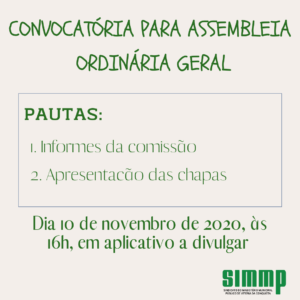 CONVOCATÓRIA PARA ASSEMBLEIA
ORDINÁRIA GERAL
PAUTAS:
1. Informes da comissão
2. Apresentacão das chapas
Dia 10 de novembro de 2020, às
16h, em aplicativo a divulgar
SIMMP